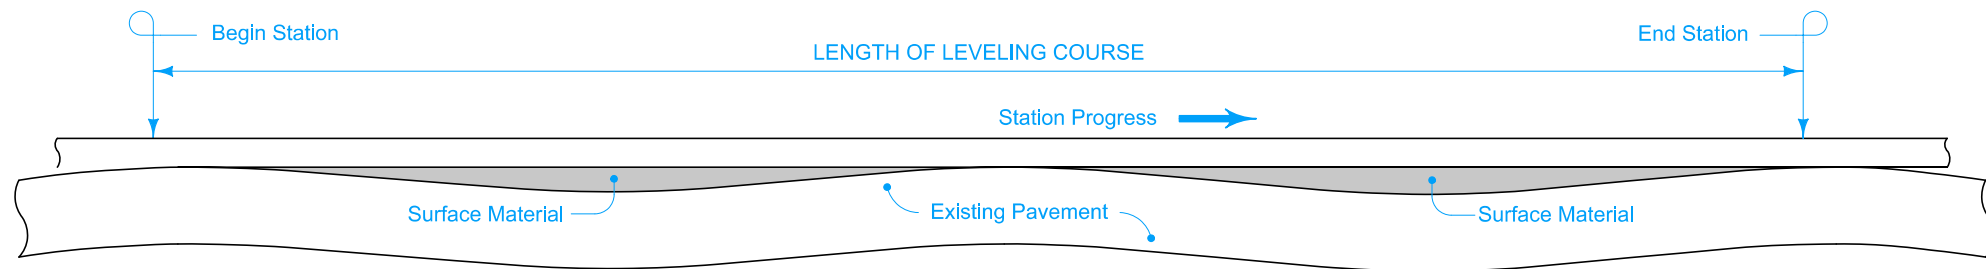 Begin Station
End Station
LENGTH OF LEVELING COURSE
Station Progress
Surface Material
Existing Pavement
Surface Material